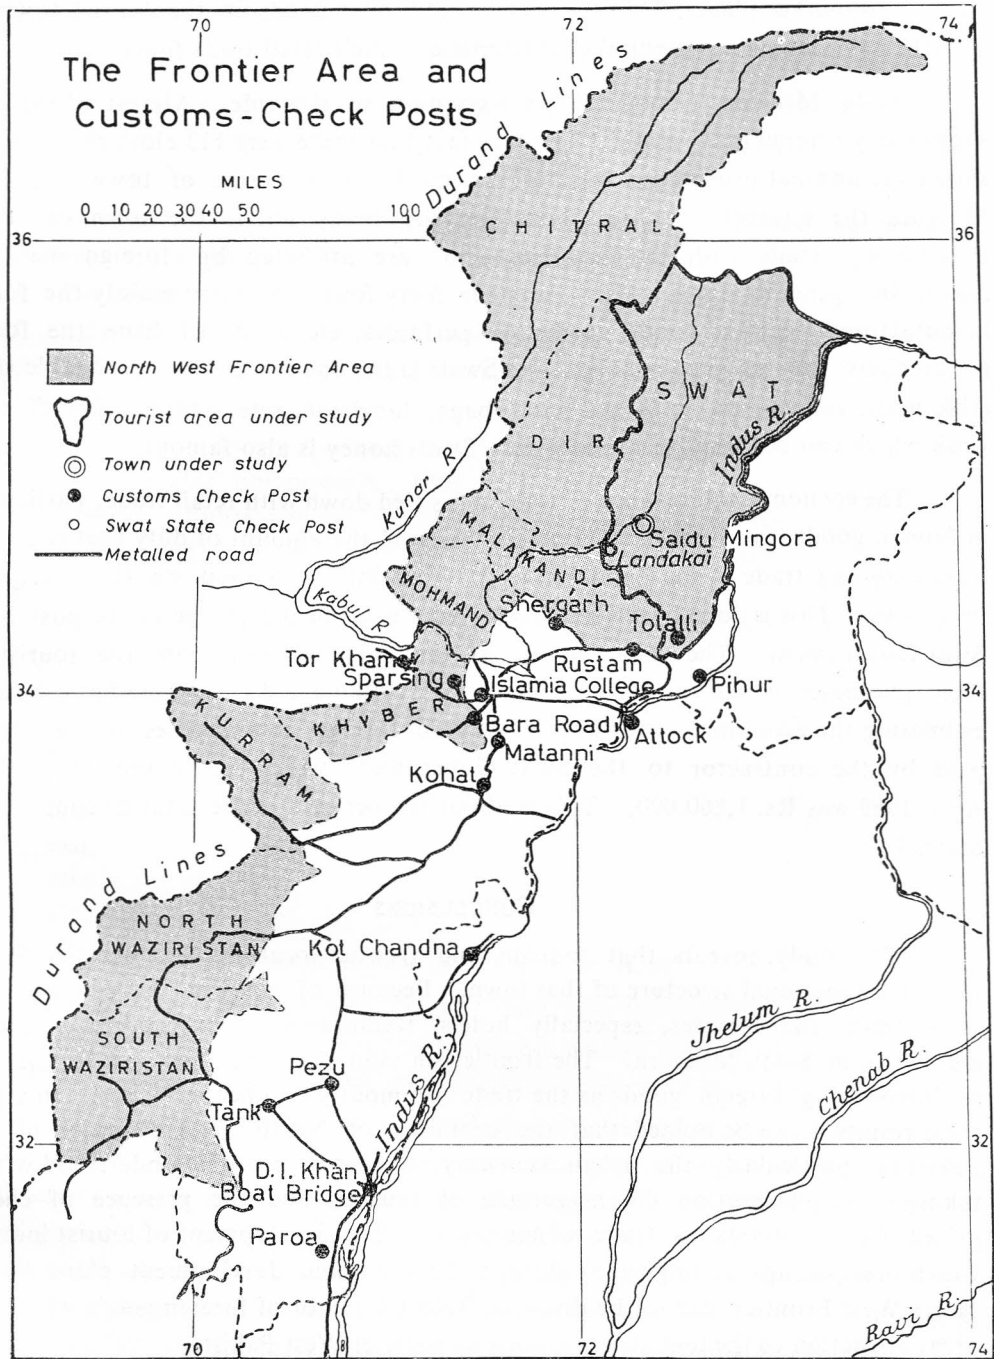 70
72
74
The Frontier Area and
Customs-Check Posts
Durand Lines
MILES
0 10 20 30 40 50 100
36
36
CHITRAL
North West Frontier Area
Tourist area under study
Town under study
Customs Check Post
Swat State Check Post
Metalled road
SWAT
Indus R.
DIR
Kunar R
Saidu Mingora
Landakai
MALAKAND
MOHMAND
Kabul R
Shergarh
Tolalli
Tor Kham
Rustam
Sparsing
Islamia College
Pihur
34
34
KURRAM
KHYBER
Bara Road
Attock
Matanni
Kohat
Durand Lines
NORTH
WAZIRISTAN
Kot Chandna
Jhelum R.
SOUTH
WAZIRISTAN
Pezu
Indus R.
Chenab R.
Tank
32
32
D.I. Khan
Boat Bridge
Paroa
Ravi R.
70
72
74